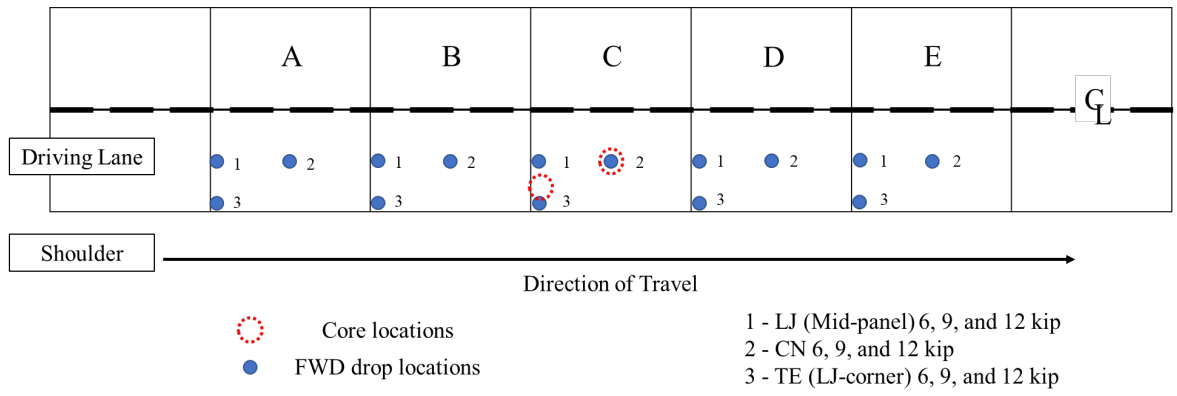 A B C D E
CL
Driving Lane
1 2 1 2 1 2 1 2 1 2
3 3 3 3 3
Shoulder
Direction of Travel
Core locations
FWD drop locations
1 - LJ (Mid-panel) 6, 9, and 12 kip
2 - CN 6, 9, and 12 kip
3 - TE (LJ-corner) 6, 9, and 12 kip